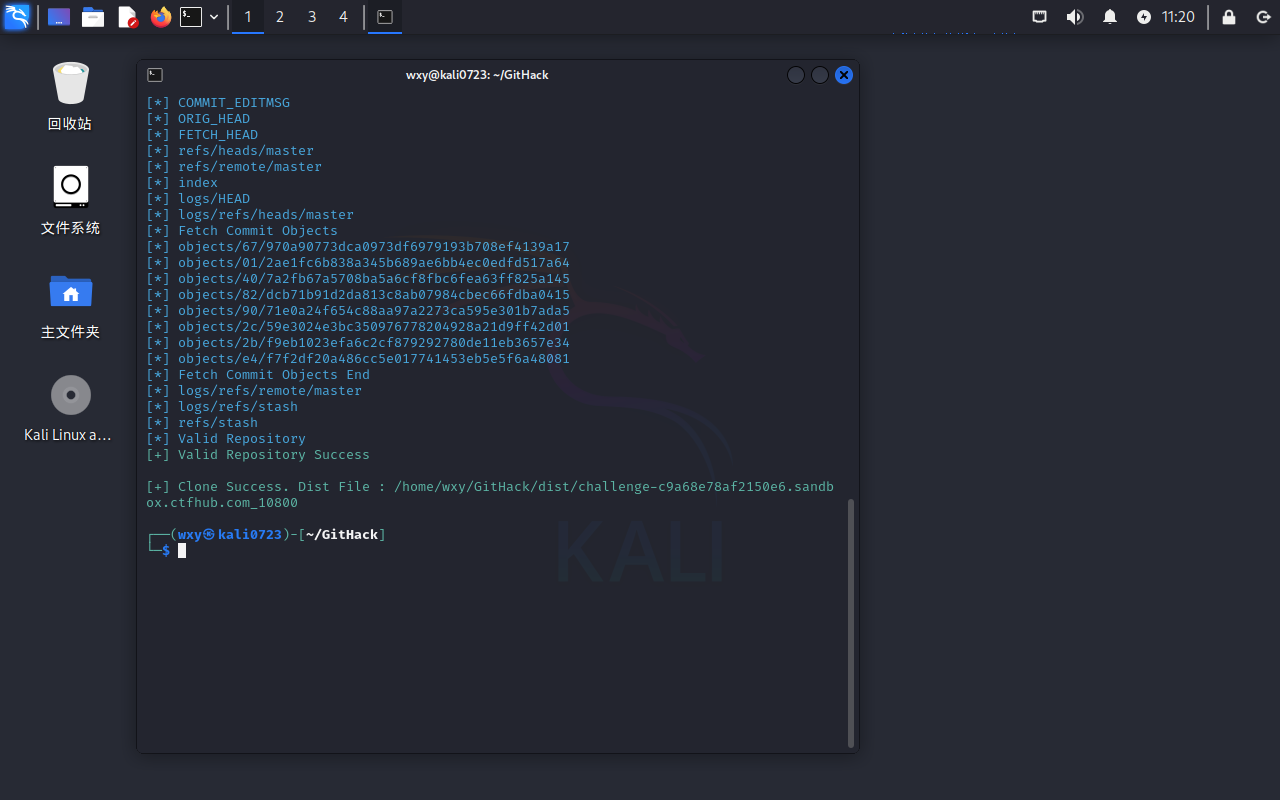 1 2 3 4 11:20
wxy@kali0723: ~/GitHack
回收站
文件系统
主文件夹
Kali Linux a...
[*] COMMIT_EDITMSG
[*] ORIG_HEAD
[*] FETCH_HEAD
[*] refs/heads/master
[*] refs/remote/master
[*] index
[*] logs/HEAD
[*] logs/refs/heads/master
[*] Fetch Commit Objects
[*] objects/67/970a90773dca0973df6979193b708ef4139a17
[*] objects/01/2ae1fc6b838a345b689ae6bb4ec0edfd517a64
[*] objects/40/7a2fb67a5708ba5a6cf8fbc6fea63ff825a145
[*] objects/82/dcb71b91d2da813c8ab07984cbec66fdba0415
[*] objects/90/71e0a24f654c88aa97a2273ca595e301b7ada5
[*] objects/2c/59e3024e3bc350976778204928a21d9ff42d01
[*] objects/2b/f9eb1023efa6c2cf879292780de11eb3657e34
[*] objects/e4/f7f2df20a486cc5e017741453eb5e5f6a48081
[*] Fetch Commit Objects End
[*] logs/refs/remote/master
[*] logs/refs/stash
[*] refs/stash
[*] Valid Repository
[+] Valid Repository Success
[+] Clone Success. Dist File : /home/wxy/GitHack/dist/challenge-c9a68e78af2150e6.sandb
ox.ctfhub.com_10800
┌──(wxy㉿kali0723)-[~/GitHack]
└─$
KALI